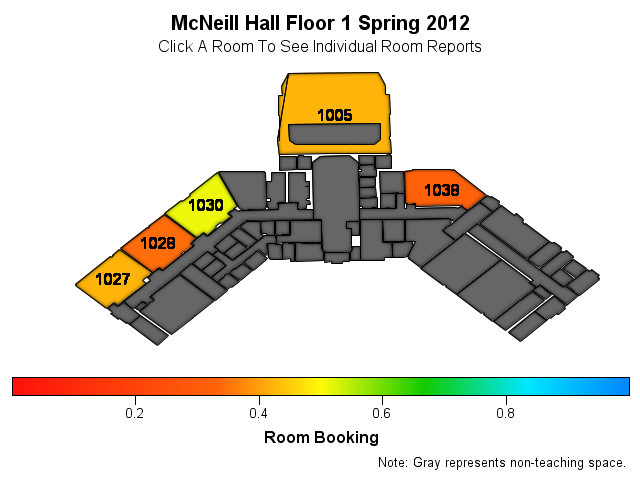 McNeill Hall Floor 1 Spring 2012
Click A Room To See Individual Room Reports
1005
1038
1030
1028
1027
0.2 0.4 0.6 0.8
Room Booking
Note: Gray represents non-teaching space.